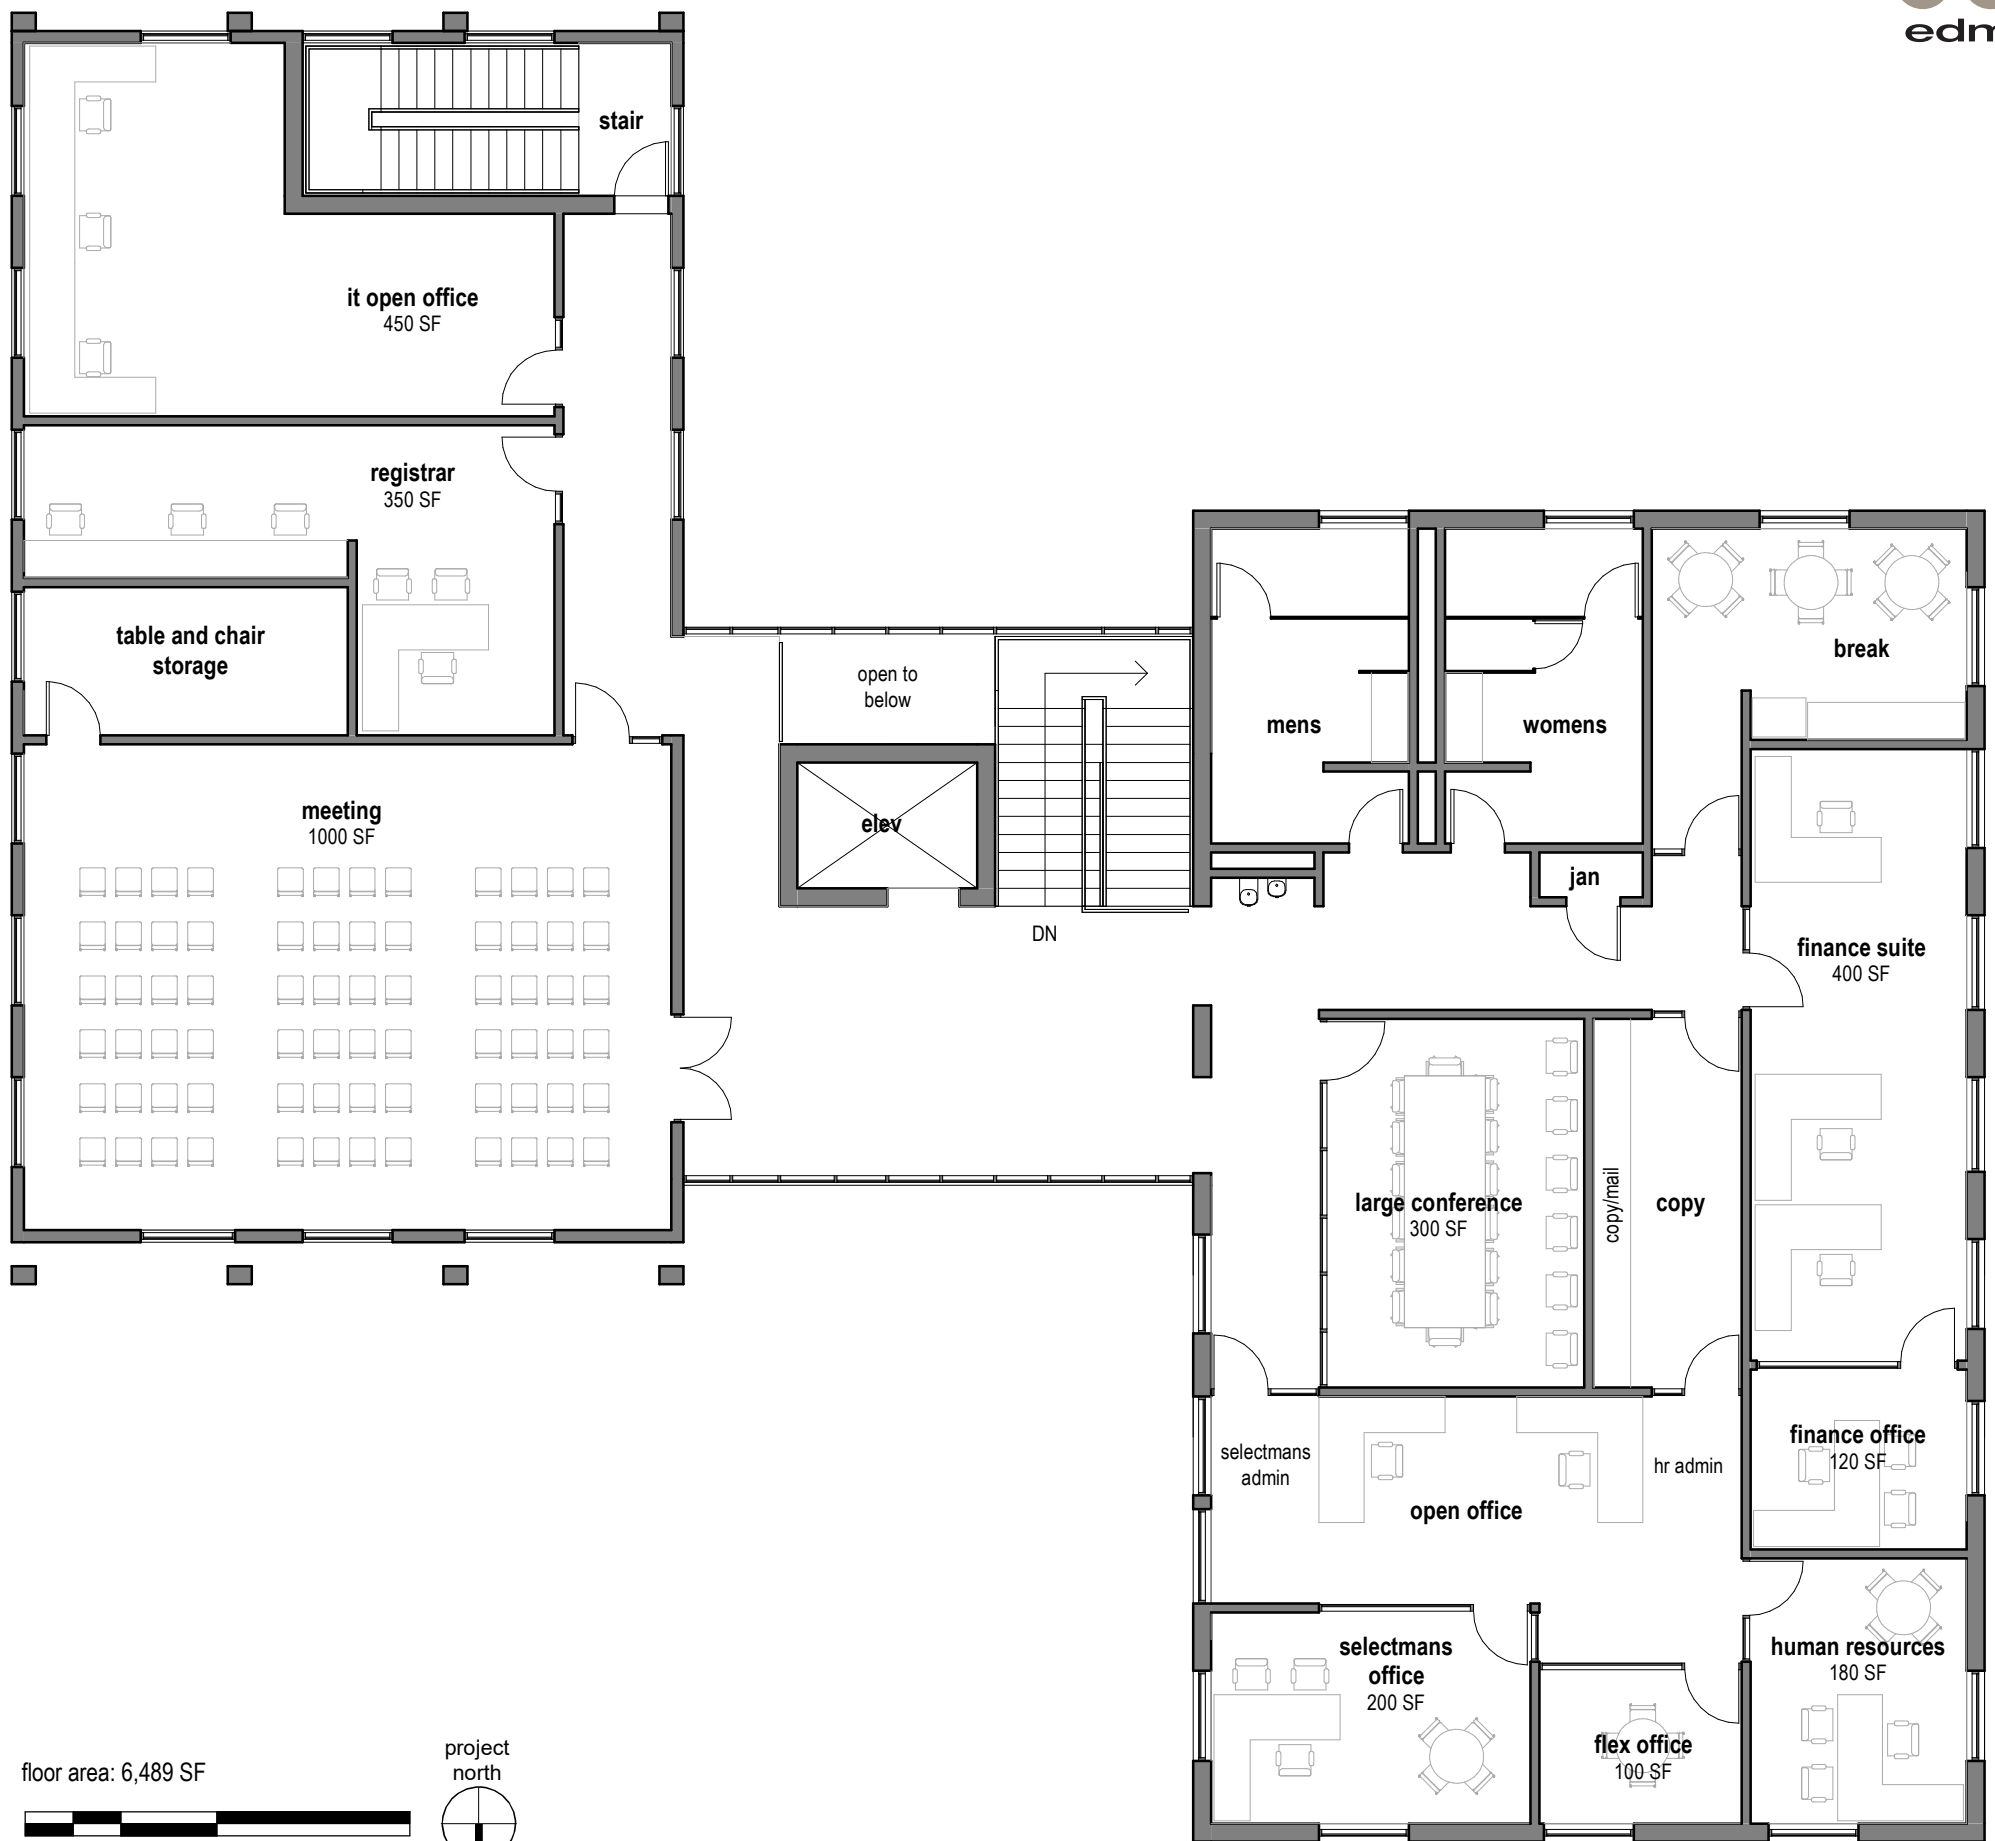 edm
stair
it open office
450 SF
registrar
350 SF
table and chair
storage
open to
below
mens
womens
break
meeting
1000 SF
elev
jan
DN
finance suite
400 SF
large conference
300 SF
copy/mail
copy
selectmans
admin
hr admin
finance office
120 SF
open office
selectmans
office
200 SF
human resources
180 SF
flex office
100 SF
project
north
floor area: 6,489 SF